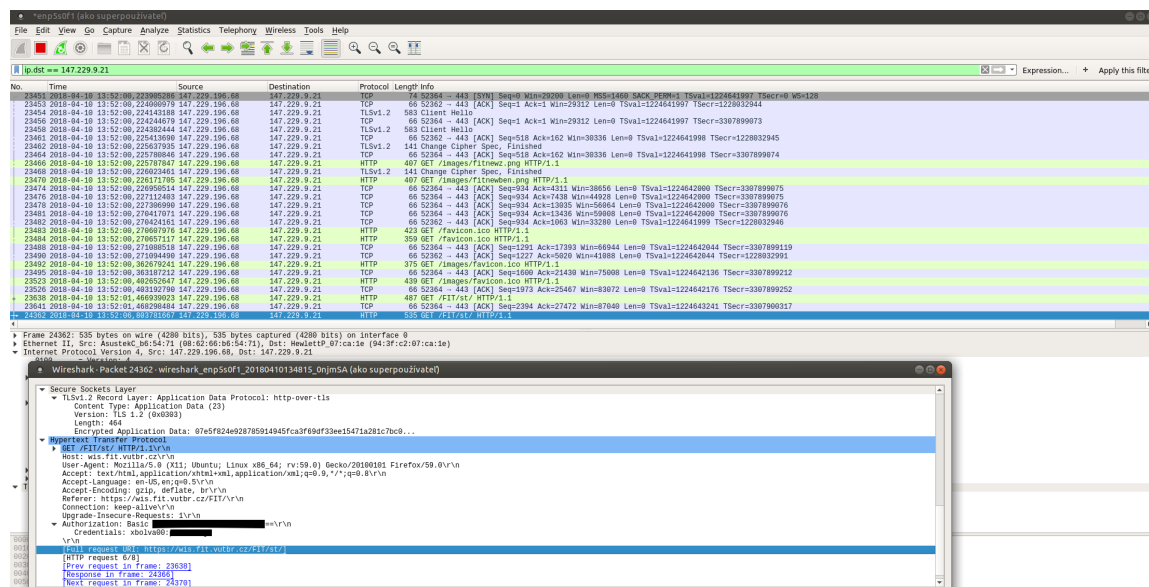 *enp5s0f1 (ako superpoužívateľ)
File Edit View Go Capture Analyze Statistics Telephony Wireless Tools Help
ip.dst == 147.229.9.21
Expression... + Apply this filte
No. Time Source Destination Protocol Length Info
23451 2018-04-10 13:52:00,223905286 147.229.196.68 147.229.9.21 TCP 74 52364 → 443 [SYN] Seq=0 Win=29200 Len=0 MSS=1460 SACK_PERM=1 TSval=1224641997 TSecr=0 WS=128
23453 2018-04-10 13:52:00,224000979 147.229.196.68 147.229.9.21 TCP 66 52362 → 443 [ACK] Seq=1 Ack=1 Win=29312 Len=0 TSval=1224641997 TSecr=1228032944
23454 2018-04-10 13:52:00,224143188 147.229.196.68 147.229.9.21 TLSv1.2 583 Client Hello
23456 2018-04-10 13:52:00,224244679 147.229.196.68 147.229.9.21 TCP 66 52364 → 443 [ACK] Seq=1 Ack=1 Win=29312 Len=0 TSval=1224641997 TSecr=3307899073
23458 2018-04-10 13:52:00,224382444 147.229.196.68 147.229.9.21 TLSv1.2 583 Client Hello
23461 2018-04-10 13:52:00,225413690 147.229.196.68 147.229.9.21 TCP 66 52362 → 443 [ACK] Seq=518 Ack=162 Win=30336 Len=0 TSval=1224641998 TSecr=1228032945
23462 2018-04-10 13:52:00,225637935 147.229.196.68 147.229.9.21 TLSv1.2 141 Change Cipher Spec, Finished
23464 2018-04-10 13:52:00,225780846 147.229.196.68 147.229.9.21 TCP 66 52364 → 443 [ACK] Seq=518 Ack=162 Win=30336 Len=0 TSval=1224641998 TSecr=3307899074
23466 2018-04-10 13:52:00,225787847 147.229.196.68 147.229.9.21 HTTP 407 GET /images/fitnewz.png HTTP/1.1
23468 2018-04-10 13:52:00,226023461 147.229.196.68 147.229.9.21 TLSv1.2 141 Change Cipher Spec, Finished
23470 2018-04-10 13:52:00,226171705 147.229.196.68 147.229.9.21 HTTP 407 GET /images/fitnewben.png HTTP/1.1
23474 2018-04-10 13:52:00,226950514 147.229.196.68 147.229.9.21 TCP 66 52364 → 443 [ACK] Seq=934 Ack=4311 Win=38656 Len=0 TSval=1224642000 TSecr=3307899075
23476 2018-04-10 13:52:00,227112403 147.229.196.68 147.229.9.21 TCP 66 52364 → 443 [ACK] Seq=934 Ack=7438 Win=44928 Len=0 TSval=1224642000 TSecr=3307899075
23478 2018-04-10 13:52:00,227306990 147.229.196.68 147.229.9.21 TCP 66 52364 → 443 [ACK] Seq=934 Ack=13035 Win=56064 Len=0 TSval=1224642000 TSecr=3307899076
23481 2018-04-10 13:52:00,270417071 147.229.196.68 147.229.9.21 TCP 66 52364 → 443 [ACK] Seq=934 Ack=13436 Win=59008 Len=0 TSval=1224642000 TSecr=3307899076
23482 2018-04-10 13:52:00,270424161 147.229.196.68 147.229.9.21 TCP 66 52362 → 443 [ACK] Seq=934 Ack=1063 Win=33280 Len=0 TSval=1224641999 TSecr=1228032946
23483 2018-04-10 13:52:00,270607976 147.229.196.68 147.229.9.21 HTTP 423 GET /favicon.ico HTTP/1.1
23484 2018-04-10 13:52:00,270657117 147.229.196.68 147.229.9.21 HTTP 359 GET /favicon.ico HTTP/1.1
23488 2018-04-10 13:52:00,271088518 147.229.196.68 147.229.9.21 TCP 66 52364 → 443 [ACK] Seq=1291 Ack=17393 Win=66944 Len=0 TSval=1224642044 TSecr=3307899119
23490 2018-04-10 13:52:00,271094490 147.229.196.68 147.229.9.21 TCP 66 52362 → 443 [ACK] Seq=1227 Ack=5020 Win=41088 Len=0 TSval=1224642044 TSecr=1228032991
23492 2018-04-10 13:52:00,362679241 147.229.196.68 147.229.9.21 HTTP 375 GET /images/favicon.ico HTTP/1.1
23495 2018-04-10 13:52:00,363187212 147.229.196.68 147.229.9.21 TCP 66 52364 → 443 [ACK] Seq=1600 Ack=21430 Win=75008 Len=0 TSval=1224642136 TSecr=3307899212
23523 2018-04-10 13:52:00,402652647 147.229.196.68 147.229.9.21 HTTP 439 GET /images/favicon.ico HTTP/1.1
23526 2018-04-10 13:52:00,403192790 147.229.196.68 147.229.9.21 TCP 66 52364 → 443 [ACK] Seq=1973 Ack=25467 Win=83072 Len=0 TSval=1224642176 TSecr=3307899252
23638 2018-04-10 13:52:01,466939023 147.229.196.68 147.229.9.21 HTTP 487 GET /FIT/st/ HTTP/1.1
23641 2018-04-10 13:52:01,468298484 147.229.196.68 147.229.9.21 TCP 66 52364 → 443 [ACK] Seq=2394 Ack=27472 Win=87040 Len=0 TSval=1224643241 TSecr=3307900317
24362 2018-04-10 13:52:06,803781667 147.229.196.68 147.229.9.21 HTTP 535 GET /FIT/st/ HTTP/1.1
Frame 24362: 535 bytes on wire (4280 bits), 535 bytes captured (4280 bits) on interface 0
Ethernet II, Src: AsustekC_b6:54:71 (08:62:66:b6:54:71), Dst: HewlettP_07:ca:1e (94:3f:c2:07:ca:1e)
Internet Protocol Version 4, Src: 147.229.196.68, Dst: 147.229.9.21
0100 .... = Version: 4
Wireshark · Packet 24362 · wireshark_enp5s0f1_20180410134815_0njmSA (ako superpoužívateľ)
Secure Sockets Layer
TLSv1.2 Record Layer: Application Data Protocol: http-over-tls
Content Type: Application Data (23)
Version: TLS 1.2 (0x0303)
Length: 464
Encrypted Application Data: 07e5f824e928785914945fca3f69df33ee15471a281c7bc0...
Hypertext Transfer Protocol
GET /FIT/st/ HTTP/1.1\r\n
Host: wis.fit.vutbr.cz\r\n
User-Agent: Mozilla/5.0 (X11; Ubuntu; Linux x86_64; rv:59.0) Gecko/20100101 Firefox/59.0\r\n
Accept: text/html,application/xhtml+xml,application/xml;q=0.9,*/*;q=0.8\r\n
Accept-Language: en-US,en;q=0.5\r\n
Accept-Encoding: gzip, deflate, br\r\n
Referer: https://wis.fit.vutbr.cz/FIT/\r\n
Connection: keep-alive\r\n
Upgrade-Insecure-Requests: 1\r\n
Authorization: Basic ==\r\n
Credentials: xbolva00:
\r\n
[Full request URI: https://wis.fit.vutbr.cz/FIT/st/]
[HTTP request 6/8]
[Prev request in frame: 23638]
[Response in frame: 24366]
[Next request in frame: 24370]